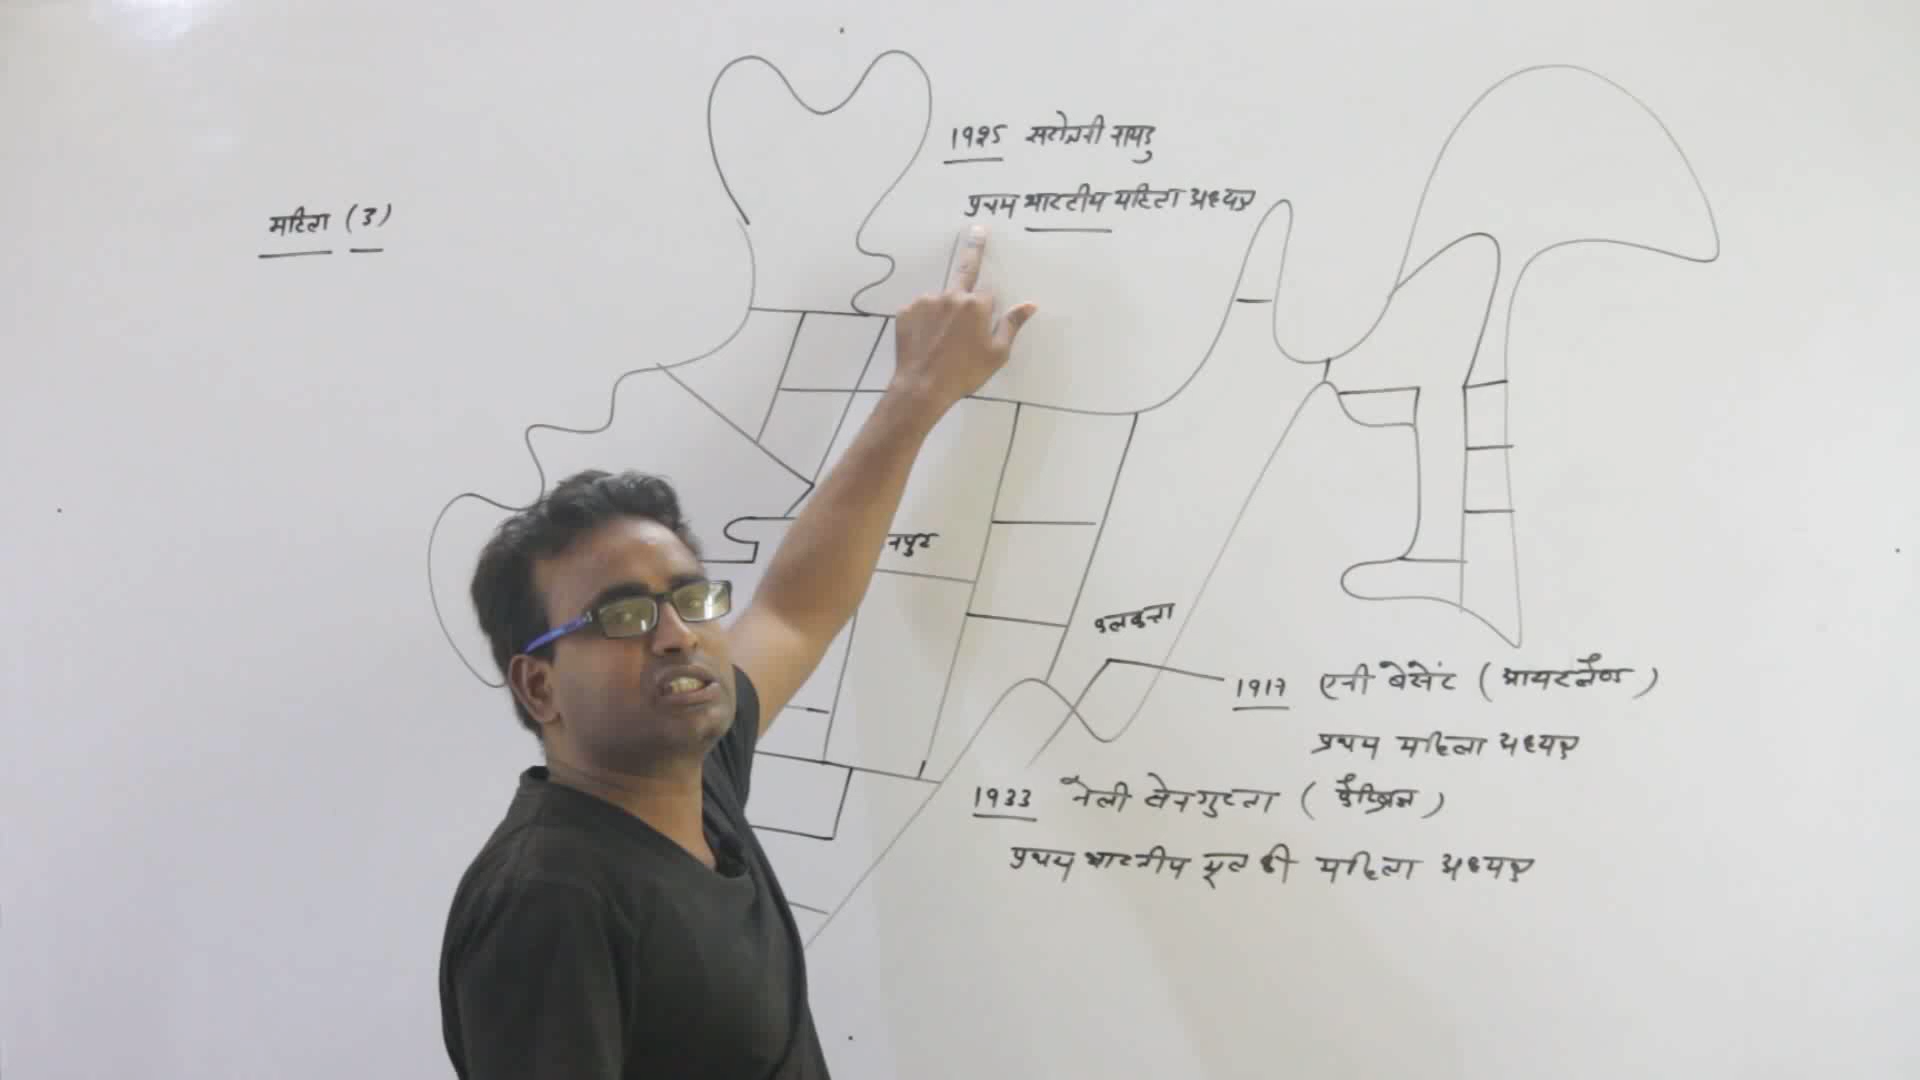 महिला (3)
1925 सरोजनी नायडु
प्रथम भारतीय महिला अध्यक्ष
नपुर
कलकत्ता
1917 एनी बेसेंट (आयरलैण्ड)
प्रथम महिला अध्यक्ष
1933 नैली सेनगुप्ता (कैम्ब्रिज)
प्रथम भारतीय मूल की महिला अध्यक्ष